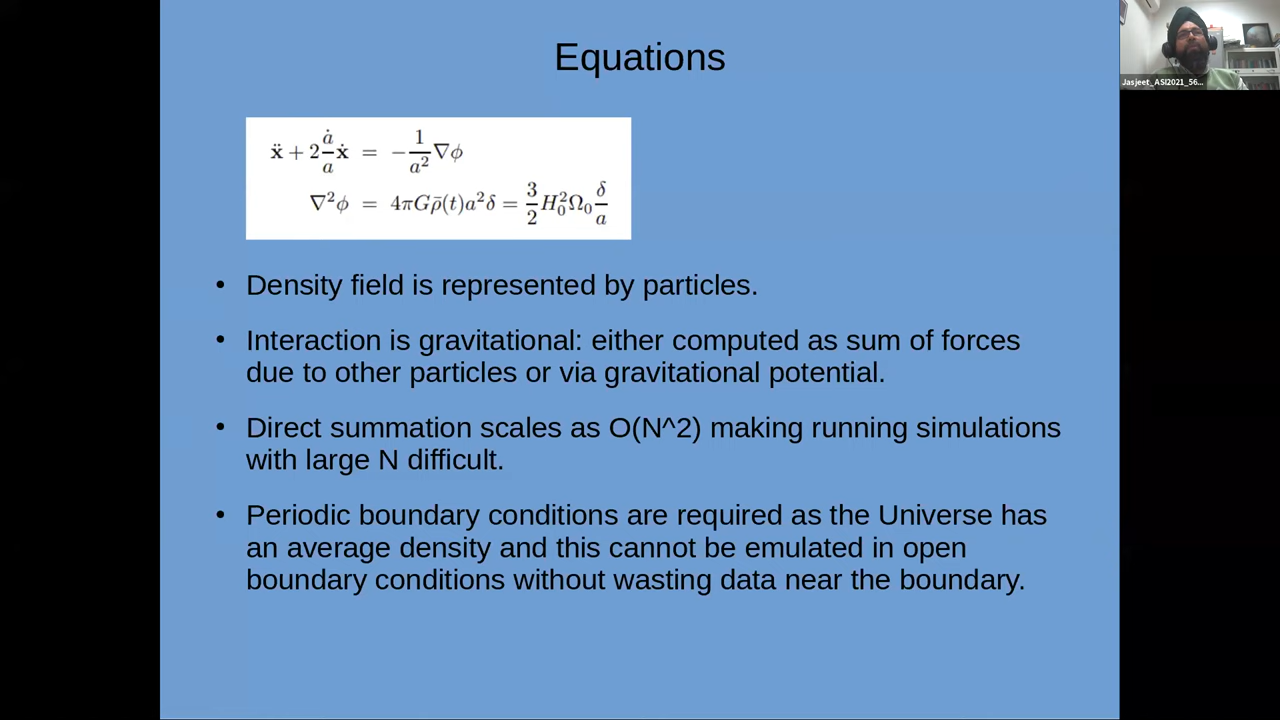 Equations
ẍ + 2 ȧ/a ẋ = − 1/a² ∇ϕ
∇²ϕ = 4πGρ̄(t)a²δ = 3/2 H₀²Ω₀ δ/a
• Density field is represented by particles.
• Interaction is gravitational: either computed as sum of forces
due to other particles or via gravitational potential.
• Direct summation scales as O(N^2) making running simulations
with large N difficult.
• Periodic boundary conditions are required as the Universe has
an average density and this cannot be emulated in open
boundary conditions without wasting data near the boundary.
Jasjeet_ASI2021_56...